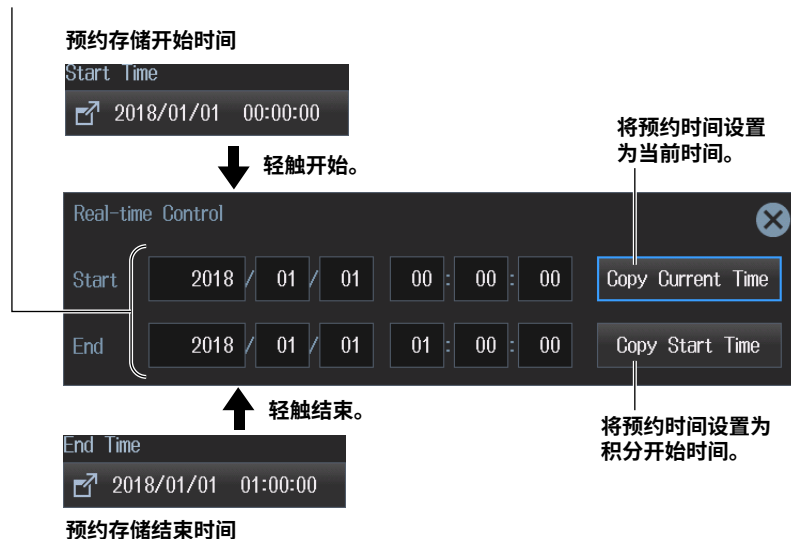 预约存储开始时间
Start Time
2018/01/01 00:00:00
轻触开始。
将预约时间设置
为当前时间。
Real-time Control
Start 2018 / 01 / 01 00 : 00 : 00 Copy Current Time
End 2018 / 01 / 01 01 : 00 : 00 Copy Start Time
轻触结束。
将预约时间设置为
积分开始时间。
End Time
2018/01/01 01:00:00
预约存储结束时间